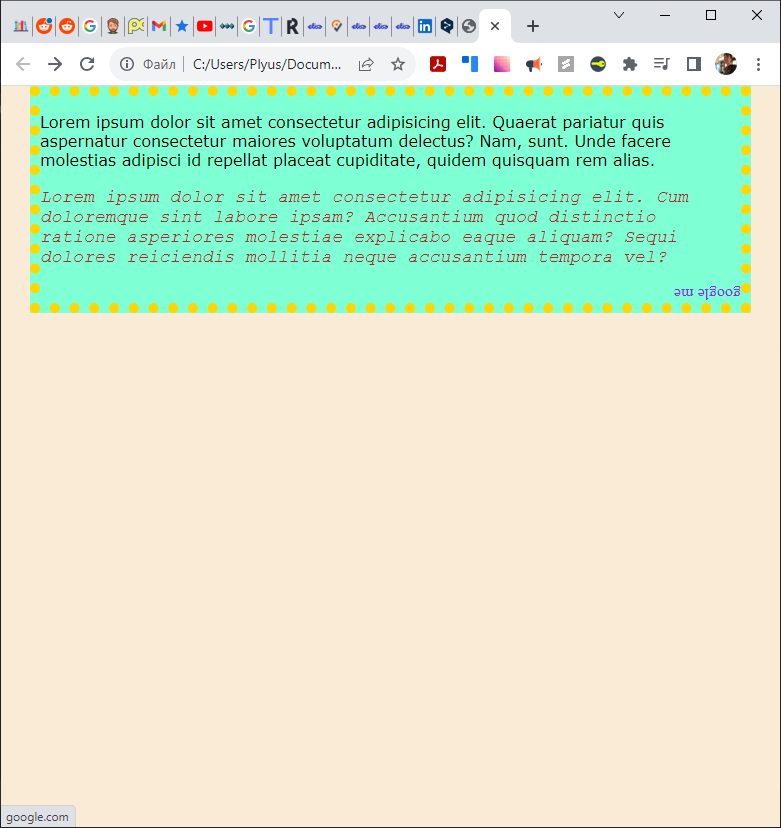 Файл
C:/Users/Plyus/Docum...
Lorem ipsum dolor sit amet consectetur adipisicing elit. Quaerat pariatur quis
aspernatur consectetur maiores voluptatum delectus? Nam, sunt. Unde facere
molestias adipisci id repellat placeat cupiditate, quidem quisquam rem alias.
Lorem ipsum dolor sit amet consectetur adipisicing elit. Cum
doloremque sint labore ipsam? Accusantium quod distinctio
ratione asperiores molestiae explicabo eaque aliquam? Sequi
dolores reiciendis mollitia neque accusantium tempora vel?
google me
google.com